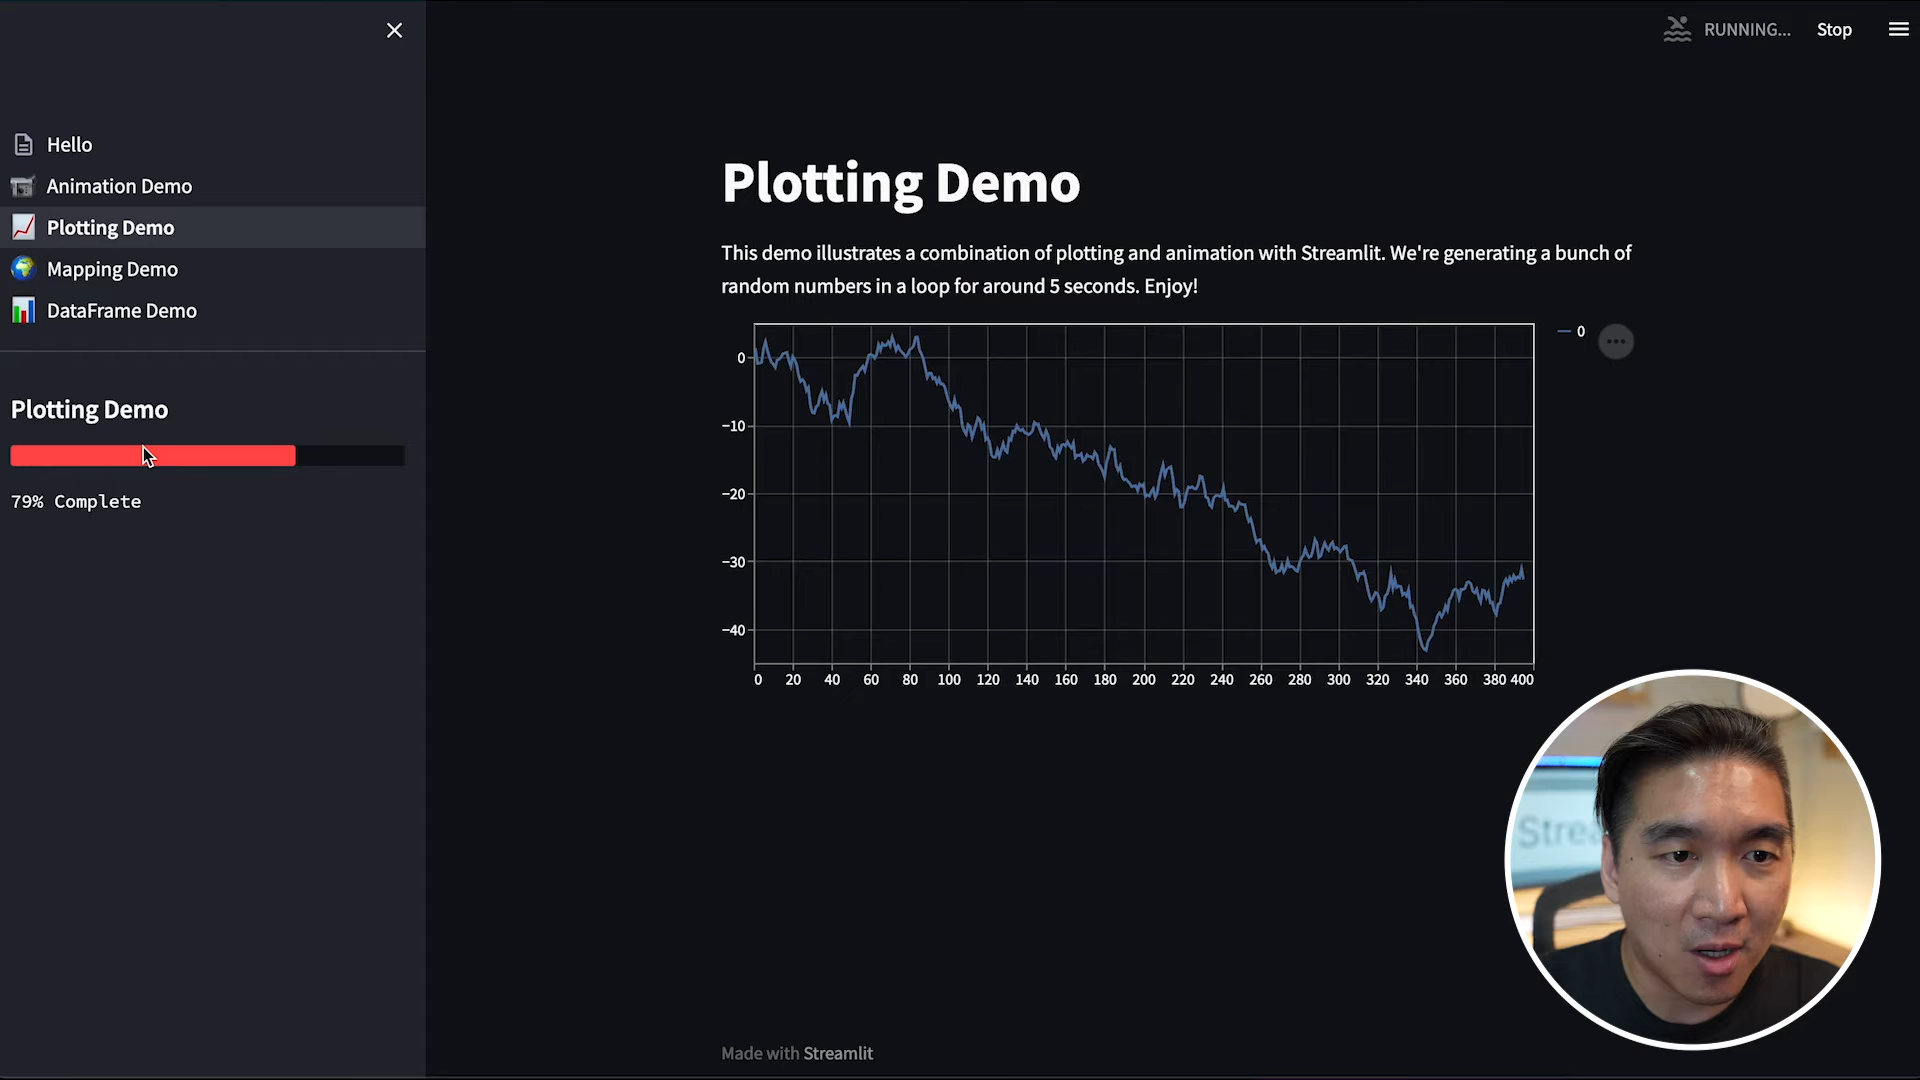 RUNNING...
Stop
Hello
Animation Demo
Plotting Demo
Mapping Demo
DataFrame Demo
Plotting Demo
79% Complete
Plotting Demo
This demo illustrates a combination of plotting and animation with Streamlit. We're generating a bunch of
random numbers in a loop for around 5 seconds. Enjoy!
0
0
−10
−20
−30
−40
0 20 40 60 80 100 120 140 160 180 200 220 240 260 280 300 320 340 360 380 400
Strea
Made with Streamlit